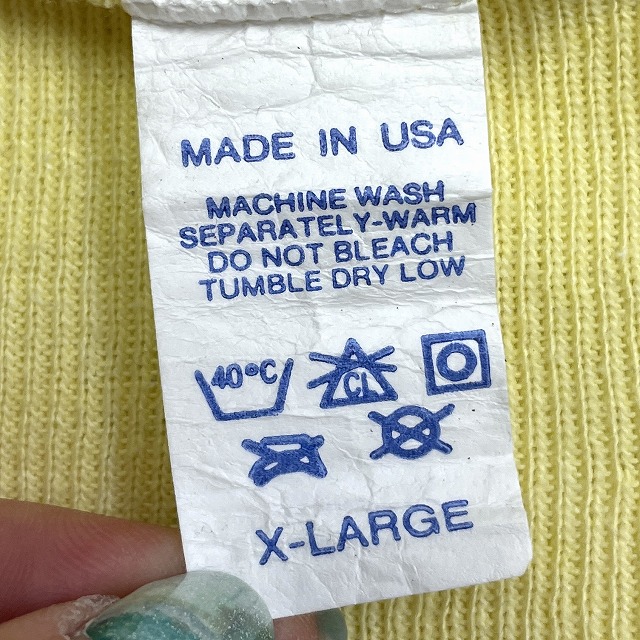 MADE IN USA
MACHINE WASH
SEPARATELY-WARM
DO NOT BLEACH
TUMBLE DRY LOW
40°C CL
X-LARGE